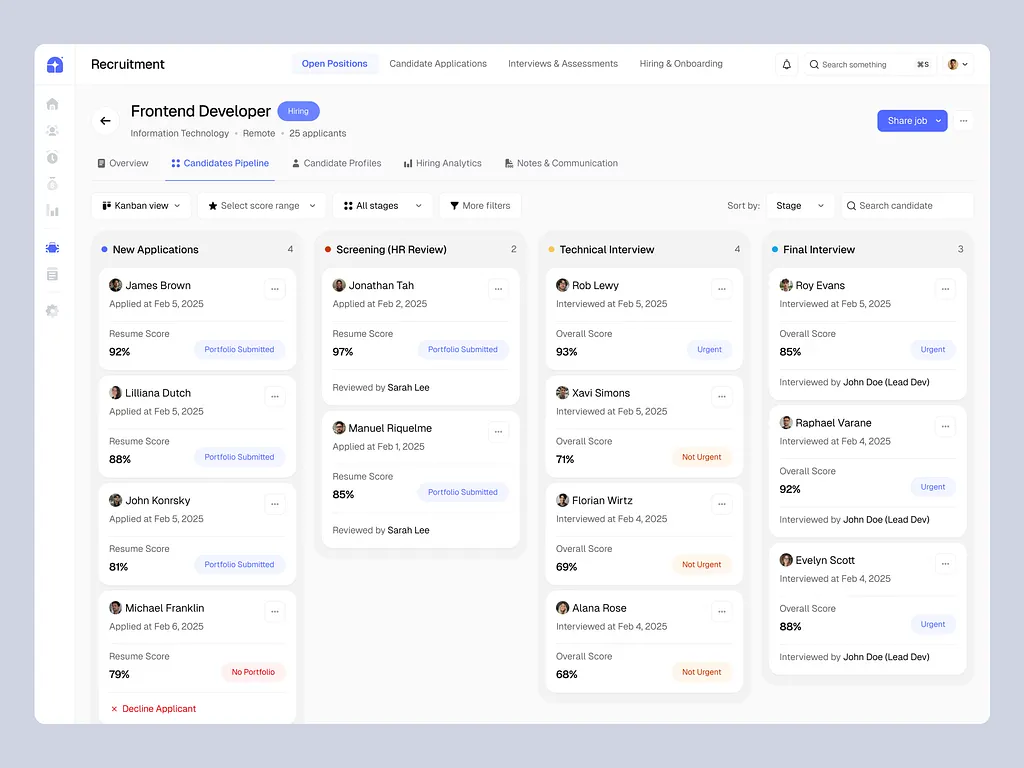 Recruitment
Open Positions
Candidate Applications
Interviews & Assessments
Hiring & Onboarding
Search something
⌘S
Frontend Developer
Hiring
Information Technology • Remote • 25 applicants
Share job
Overview
Candidates Pipeline
Candidate Profiles
Hiring Analytics
Notes & Communication
Kanban view
Select score range
All stages
More filters
Sort by:
Stage
Search candidate
New Applications
4
James Brown
Applied at Feb 5, 2025
Resume Score
92%
Portfolio Submitted
Lilliana Dutch
Applied at Feb 5, 2025
Resume Score
88%
Portfolio Submitted
John Konrsky
Applied at Feb 5, 2025
Resume Score
81%
Portfolio Submitted
Michael Franklin
Applied at Feb 6, 2025
Resume Score
79%
No Portfolio
Decline Applicant
Screening (HR Review)
2
Jonathan Tah
Applied at Feb 2, 2025
Resume Score
97%
Portfolio Submitted
Reviewed by Sarah Lee
Manuel Riquelme
Applied at Feb 1, 2025
Resume Score
85%
Portfolio Submitted
Reviewed by Sarah Lee
Technical Interview
4
Rob Lewy
Interviewed at Feb 5, 2025
Overall Score
93%
Urgent
Xavi Simons
Interviewed at Feb 5, 2025
Overall Score
71%
Not Urgent
Florian Wirtz
Interviewed at Feb 4, 2025
Overall Score
69%
Not Urgent
Alana Rose
Interviewed at Feb 4, 2025
Overall Score
68%
Not Urgent
Final Interview
3
Roy Evans
Interviewed at Feb 5, 2025
Overall Score
85%
Urgent
Interviewed by John Doe (Lead Dev)
Raphael Varane
Interviewed at Feb 4, 2025
Overall Score
92%
Urgent
Interviewed by John Doe (Lead Dev)
Evelyn Scott
Interviewed at Feb 4, 2025
Overall Score
88%
Urgent
Interviewed by John Doe (Lead Dev)